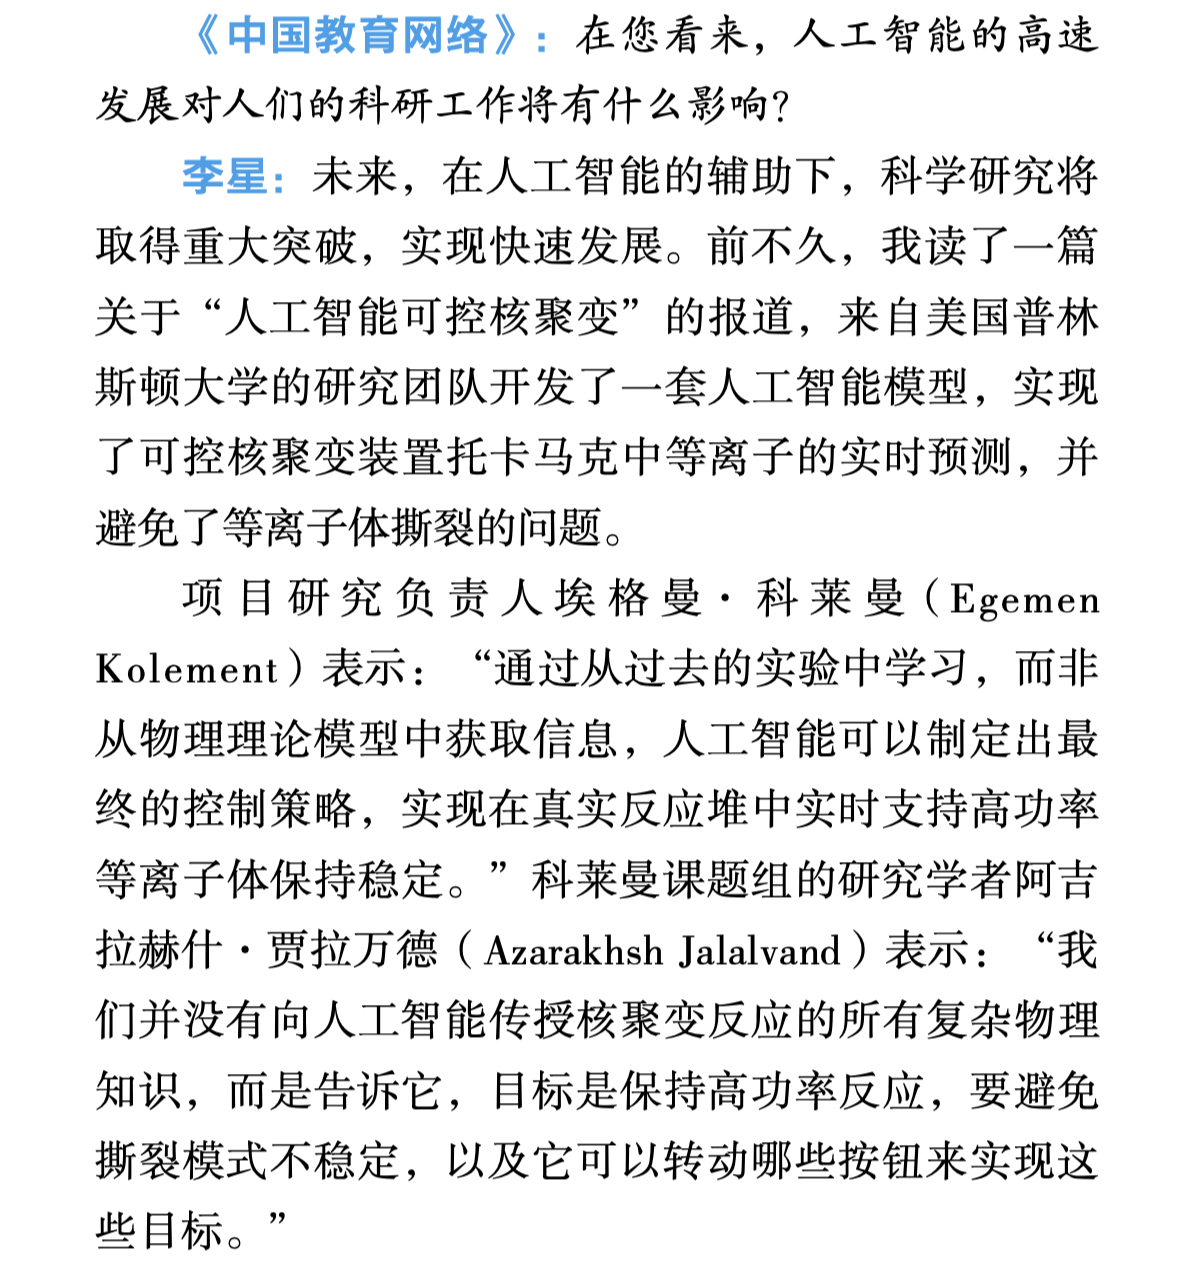 《中国教育网络》：在您看来，人工智能的高速
发展对人们的科研工作将有什么影响？
李星：未来，在人工智能的辅助下，科学研究将
取得重大突破，实现快速发展。前不久，我读了一篇
关于“人工智能可控核聚变”的报道，来自美国普林
斯顿大学的研究团队开发了一套人工智能模型，实现
了可控核聚变装置托卡马克中等离子的实时预测，并
避免了等离子体撕裂的问题。
项目研究负责人埃格曼·科莱曼（Egemen
Kolement）表示：“通过从过去的实验中学习，而非
从物理理论模型中获取信息，人工智能可以制定出最
终的控制策略，实现在真实反应堆中实时支持高功率
等离子体保持稳定。”科莱曼课题组的研究学者阿吉
拉赫什·贾拉万德（Azarakhsh Jalalvand）表示：“我
们并没有向人工智能传授核聚变反应的所有复杂物理
知识，而是告诉它，目标是保持高功率反应，要避免
撕裂模式不稳定，以及它可以转动哪些按钮来实现这
些目标。”